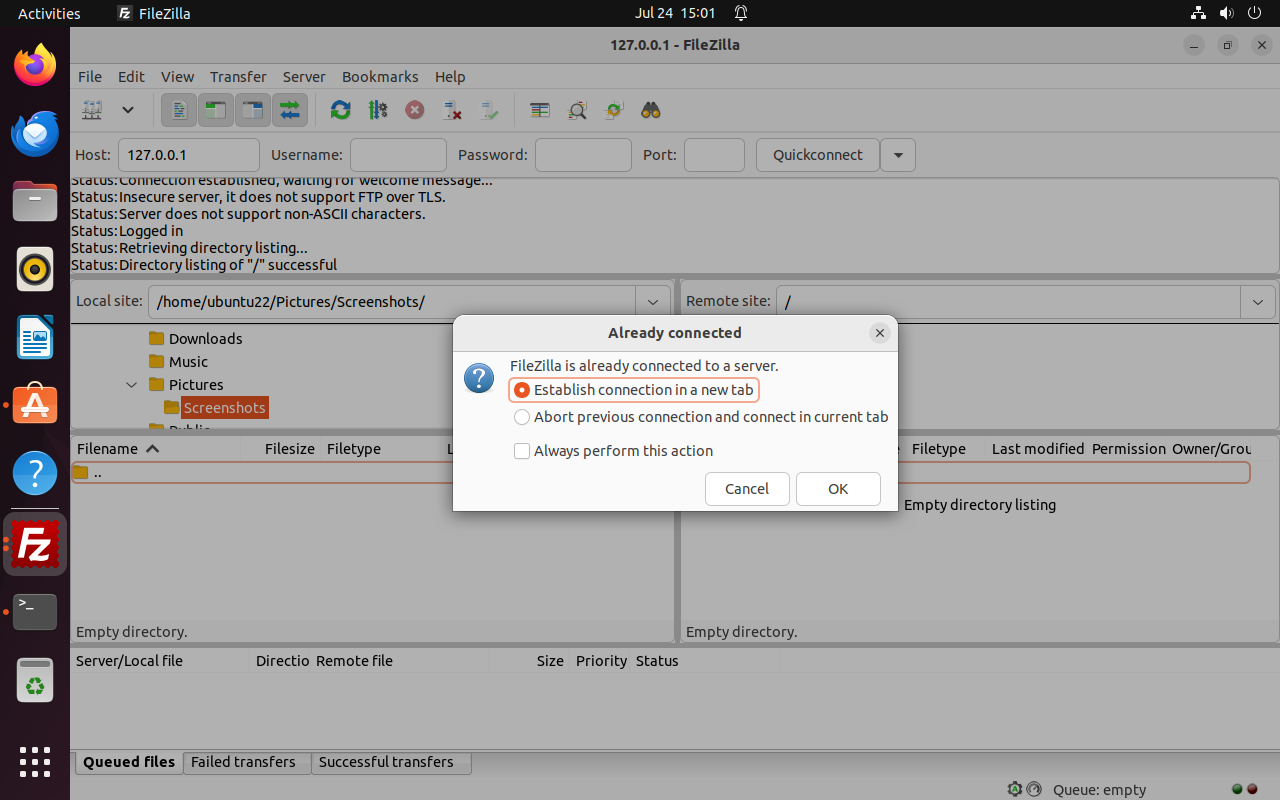 Activities FileZilla Jul 24 15:01
127.0.0.1 - FileZilla
File Edit View Transfer Server Bookmarks Help
Host: 127.0.0.1 Username: Password: Port: Quickconnect
Status: Connection established, waiting for welcome message...
Status: Insecure server, it does not support FTP over TLS.
Status: Server does not support non-ASCII characters.
Status: Logged in
Status: Retrieving directory listing...
Status: Directory listing of "/" successful
Local site: /home/ubuntu22/Pictures/Screenshots/ Remote site: /
Already connected
FileZilla is already connected to a server.
Establish connection in a new tab
Abort previous connection and connect in current tab
Always perform this action
Cancel OK
Downloads
Music
Pictures
Screenshots
Filename Filesize Filetype
Filetype Last modified Permission Owner/Grou
..
Empty directory listing
Empty directory. Empty directory.
Server/Local file Directio Remote file Size Priority Status
Queued files Failed transfers Successful transfers
Queue: empty